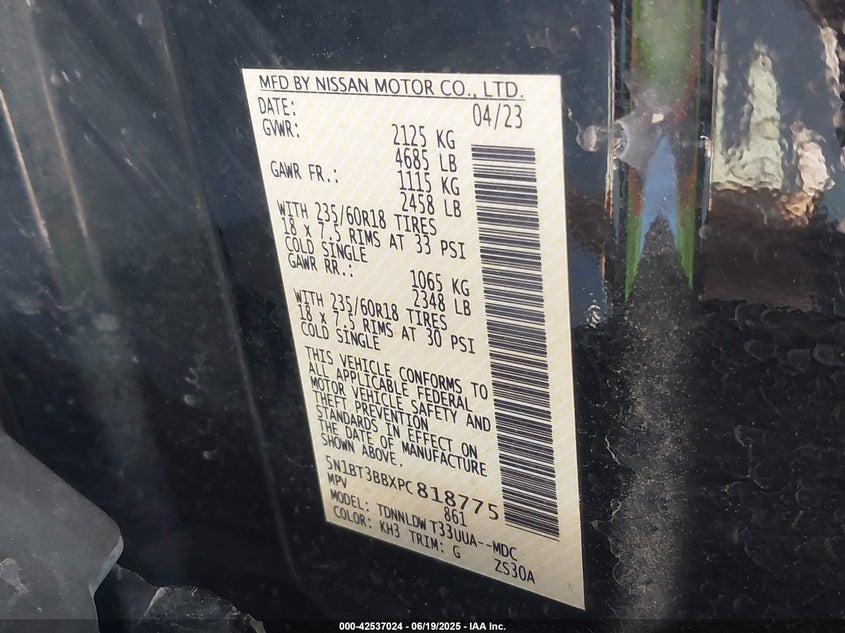 MFD BY NISSAN MOTOR CO., LTD.
DATE: 04/23
GVWR: 2125 KG
4685 LB
GAWR FR.: 1115 KG
2458 LB
WITH 235/60R18 TIRES
18 x 7.5 RIMS AT 33 PSI
COLD SINGLE
GAWR RR.: 1065 KG
2348 LB
WITH 235/60R18 TIRES
18 x 7.5 RIMS AT 30 PSI
COLD SINGLE
THIS VEHICLE CONFORMS TO
ALL APPLICABLE FEDERAL
MOTOR VEHICLE SAFETY AND
THEFT PREVENTION
STANDARDS IN EFFECT ON
THE DATE OF MANUFACTURE
SHOWN ABOVE.
5N1BT3BBXPC818775
MPV 861
MODEL: TDNNLDWT33UUA--MDC
COLOR: KH3 TRIM: G ZS30A
000-42537024 - 06/19/2025 - IAA Inc.